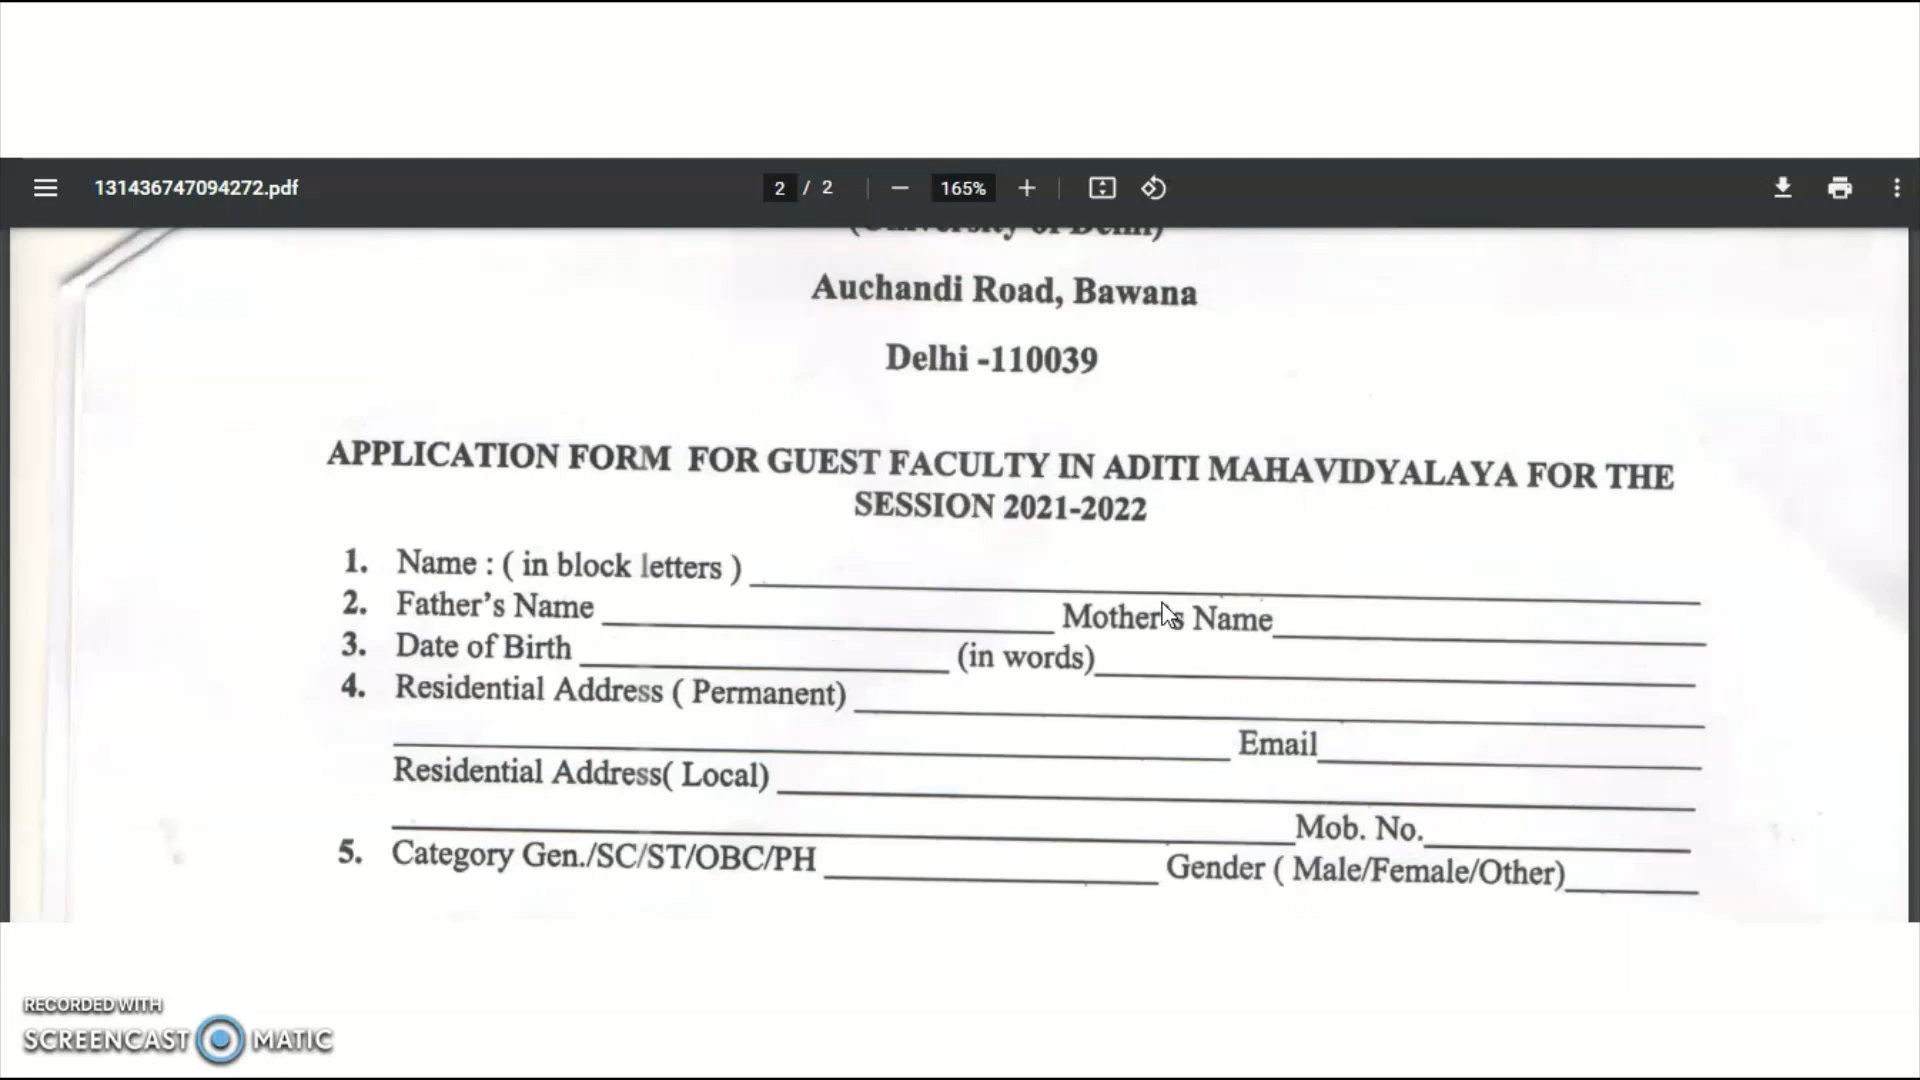 131436747094272.pdf
2 / 2
165%
(University of Delhi)
Auchandi Road, Bawana
Delhi -110039
APPLICATION FORM FOR GUEST FACULTY IN ADITI MAHAVIDYALAYA FOR THE
SESSION 2021-2022
1. Name : ( in block letters )
2. Father's Name Mother's Name
3. Date of Birth (in words)
4. Residential Address ( Permanent)
Email
Residential Address( Local)
Mob. No.
5. Category Gen./SC/ST/OBC/PH Gender ( Male/Female/Other)
RECORDED WITH
SCREENCAST MATIC